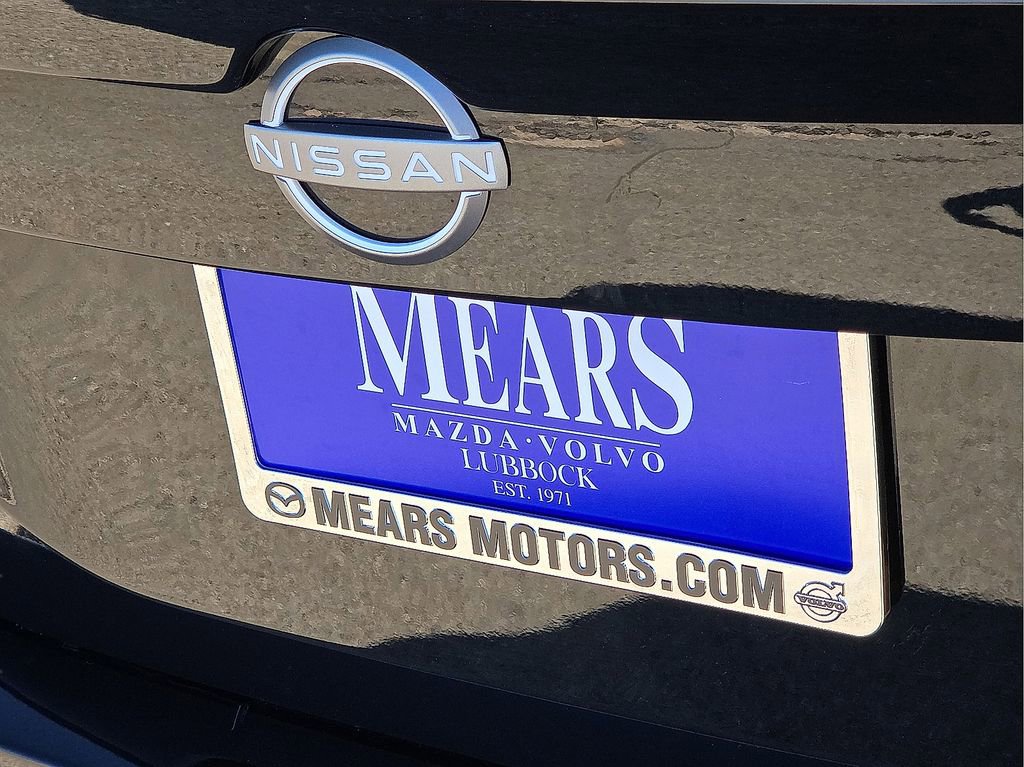 NISSAN
MEARS
MAZDA·VOLVO
LUBBOCK
EST. 1971
MEARS MOTORS.COM
VOLVO